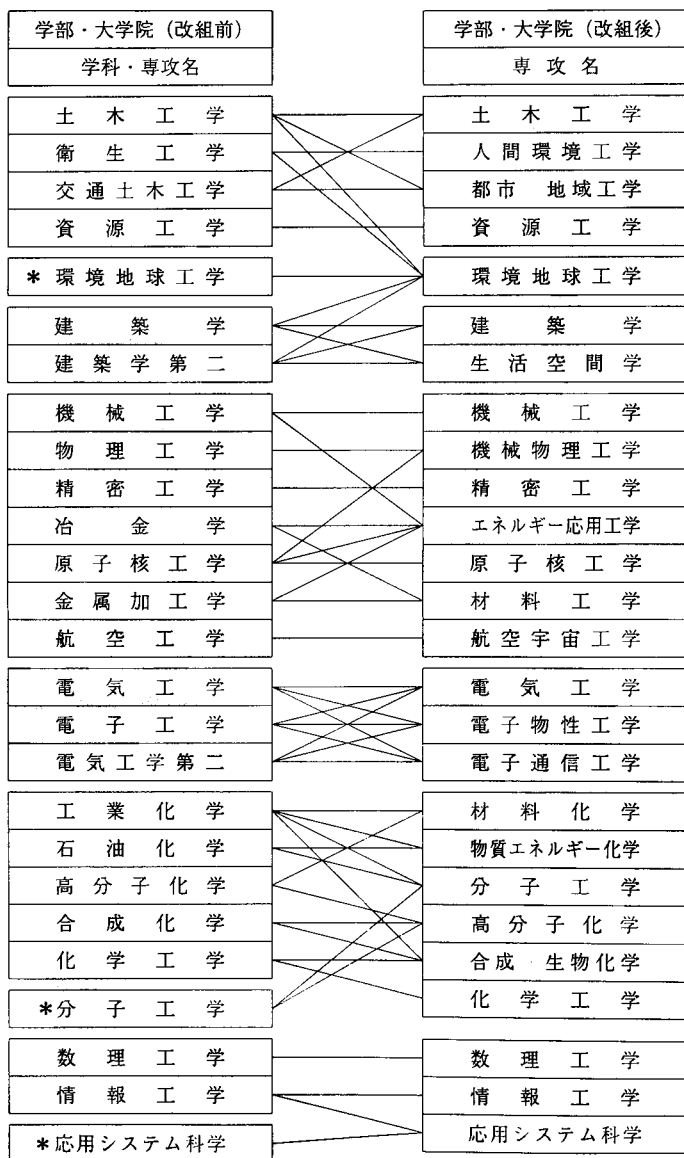 学部・大学院（改組前）
学科・専攻名
土木工学
衛生工学
交通土木工学
資源工学
＊環境地球工学
建築学
建築学第二
機械工学
物理工学
精密工学
冶金学
原子核工学
金属加工学
航空工学
電気工学
電子工学
電気工学第二
工業化学
石油化学
高分子化学
合成化学
化学工学
＊分子工学
数理工学
情報工学
＊応用システム科学
学部・大学院（改組後）
専攻名
土木工学
人間環境工学
都市 地域工学
資源工学
環境地球工学
建築学
生活空間学
機械工学
機械物理工学
精密工学
エネルギー応用工学
原子核工学
材料工学
航空宇宙工学
電気工学
電子物性工学
電子通信工学
材料化学
物質エネルギー化学
分子工学
高分子化学
合成 生物化学
化学工学
数理工学
情報工学
応用システム科学